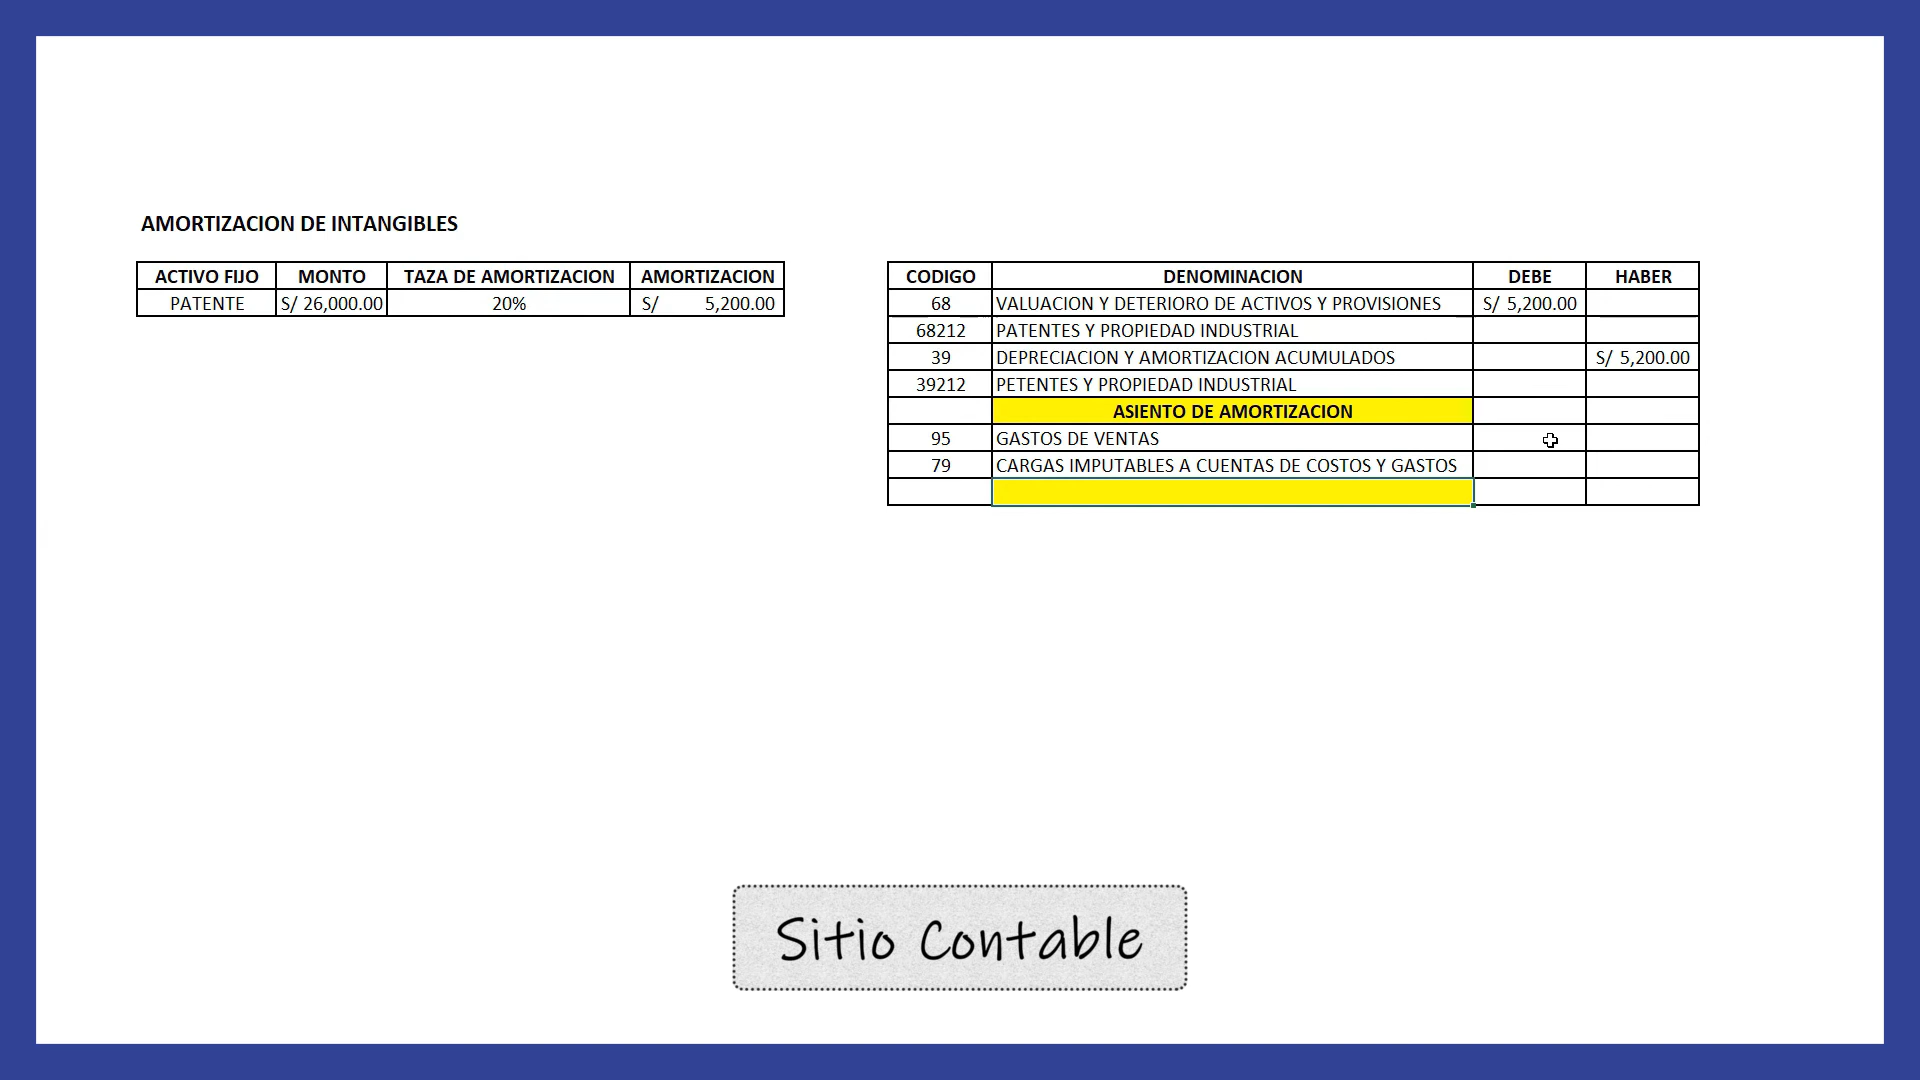 AMORTIZACION DE INTANGIBLES
ACTIVO FIJO MONTO TAZA DE AMORTIZACION AMORTIZACION
PATENTE S/ 26,000.00 20% S/ 5,200.00
CODIGO DENOMINACION DEBE HABER
68 VALUACION Y DETERIORO DE ACTIVOS Y PROVISIONES S/ 5,200.00
68212 PATENTES Y PROPIEDAD INDUSTRIAL
39 DEPRECIACION Y AMORTIZACION ACUMULADOS S/ 5,200.00
39212 PETENTES Y PROPIEDAD INDUSTRIAL
ASIENTO DE AMORTIZACION
95 GASTOS DE VENTAS
79 CARGAS IMPUTABLES A CUENTAS DE COSTOS Y GASTOS
Sitio Contable